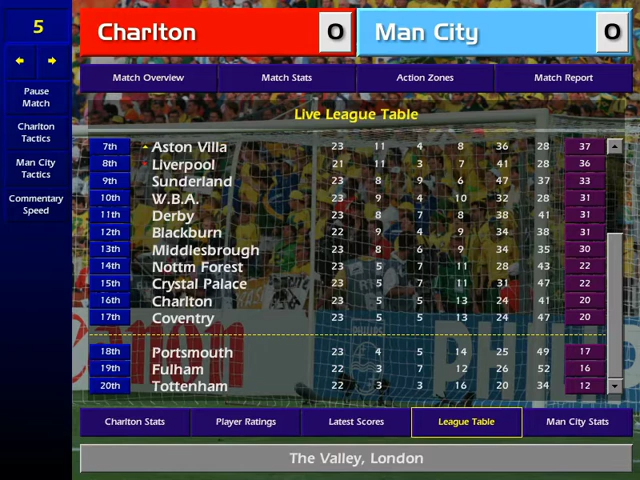 5
Charlton 0 Man City 0
Pause Match
Charlton Tactics
Man City Tactics
Commentary Speed
Match Overview Match Stats Action Zones Match Report
Live League Table
7th Aston Villa 23 11 4 8 36 28 37
8th Liverpool 21 11 3 7 41 28 36
9th Sunderland 23 8 9 6 47 37 33
10th W.B.A. 23 9 4 10 32 28 31
11th Derby 23 8 7 8 38 41 31
12th Blackburn 22 9 4 9 34 38 31
13th Middlesbrough 23 8 6 9 34 35 30
14th Nottm Forest 23 5 7 11 28 43 22
15th Crystal Palace 23 5 7 11 31 47 22
16th Charlton 23 5 5 13 24 41 20
17th Coventry 23 5 5 13 24 47 20
18th Portsmouth 23 4 5 14 25 49 17
19th Fulham 22 3 7 12 26 52 16
20th Tottenham 22 3 3 16 20 34 12
PHILIPS
Charlton Stats Player Ratings Latest Scores League Table Man City Stats
The Valley, London